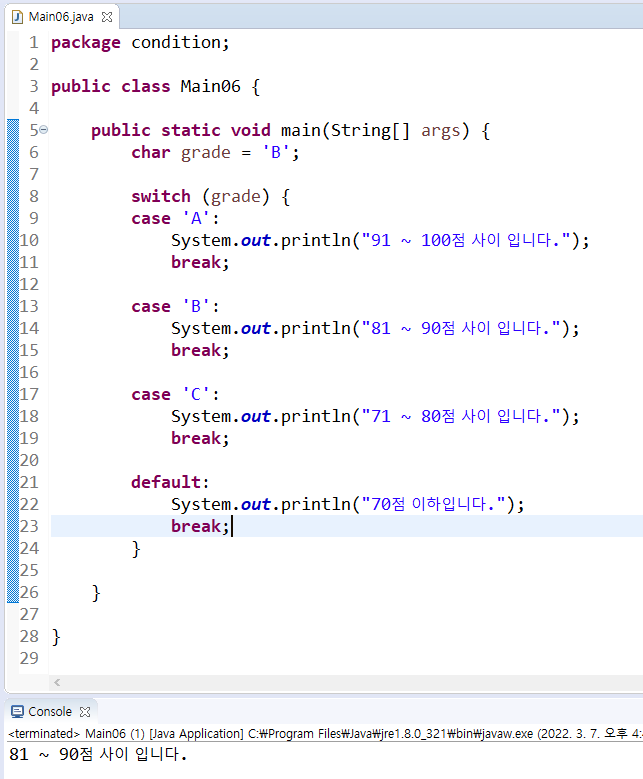 Main06.java
1 package condition;
2
3 public class Main06 {
4
5 public static void main(String[] args) {
6 char grade = 'B';
7
8 switch (grade) {
9 case 'A':
10 System.out.println("91 ~ 100점 사이 입니다.");
11 break;
12
13 case 'B':
14 System.out.println("81 ~ 90점 사이 입니다.");
15 break;
16
17 case 'C':
18 System.out.println("71 ~ 80점 사이 입니다.");
19 break;
20
21 default:
22 System.out.println("70점 이하입니다.");
23 break;
24 }
25
26 }
27
28 }
29
Console
<terminated> Main06 (1) [Java Application] C:₩Program Files₩Java₩jre1.8.0_321₩bin₩javaw.exe (2022. 3. 7. 오후 4:
81 ~ 90점 사이 입니다.